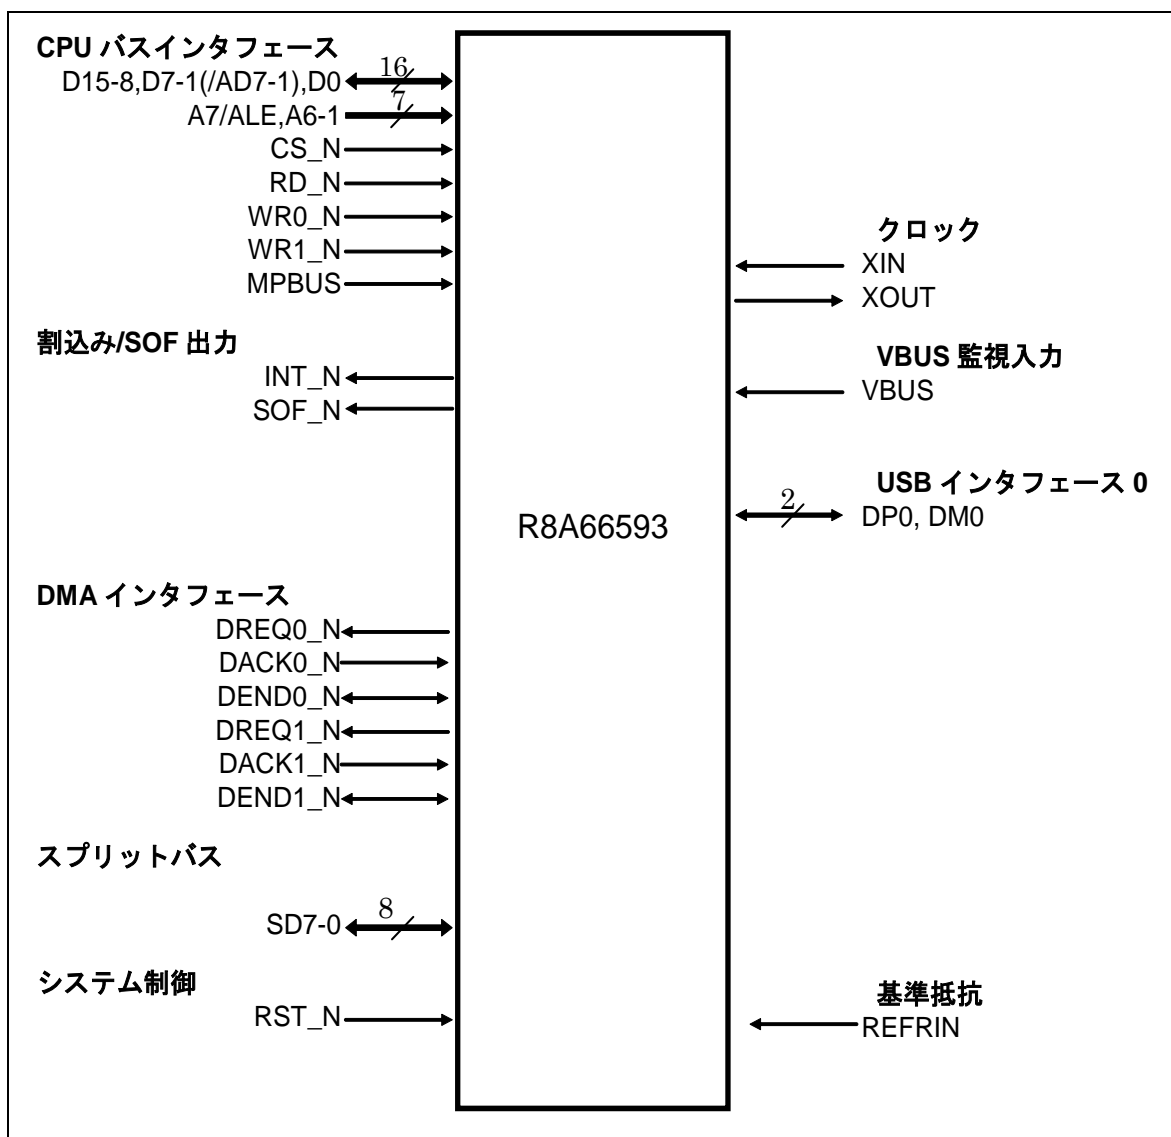 CPU バスインタフェース
D15-8,D7-1(/AD7-1),D0
16
A7/ALE,A6-1
7
CS_N
RD_N
WR0_N
WR1_N
MPBUS
割込み/SOF 出力
INT_N
SOF_N
DMA インタフェース
DREQ0_N
DACK0_N
DEND0_N
DREQ1_N
DACK1_N
DEND1_N
スプリットバス
SD7-0
8
システム制御
RST_N
R8A66593
クロック
XIN
XOUT
VBUS 監視入力
VBUS
USB インタフェース 0
2
DP0, DM0
基準抵抗
REFRIN